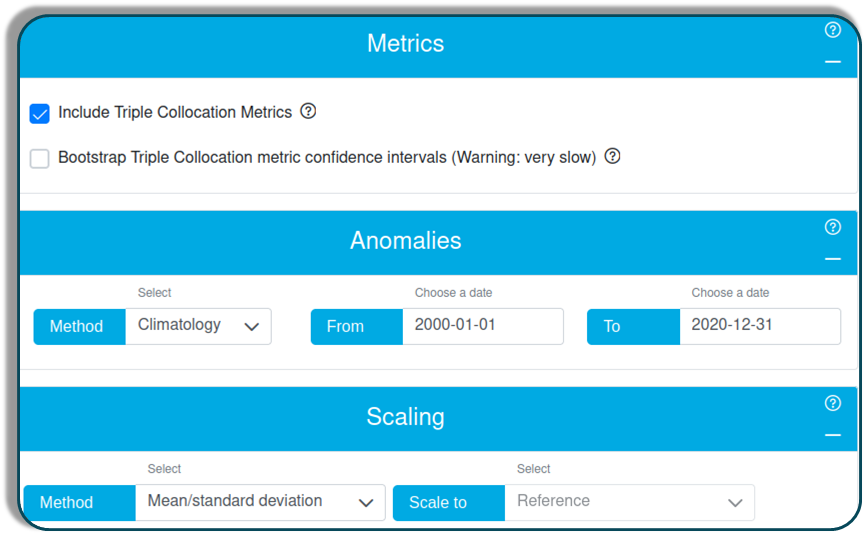 Metrics
Include Triple Collocation Metrics ?
Bootstrap Triple Collocation metric confidence intervals (Warning: very slow) ?
Anomalies
Select
Choose a date
Choose a date
Method Climatology From 2000-01-01 To 2020-12-31
Scaling
Select
Select
Method Mean/standard deviation Scale to Reference